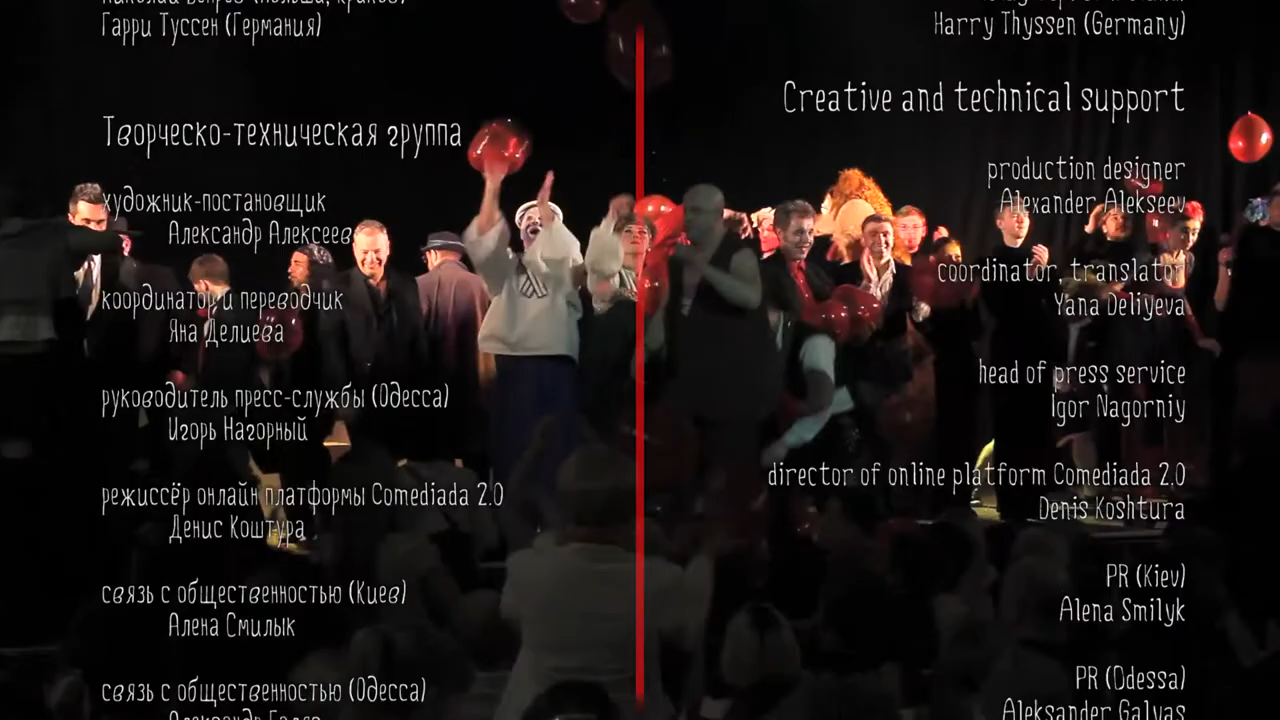 Гарри Туссен (Германия)
Творческо-техническая группа
художник-постановщик
Александр Алексеев
координатор и переводчик
Яна Делиева
руководитель пресс-службы (Одесса)
Игорь Нагорный
режиссёр онлайн платформы Comediada 2.0
Денис Коштура
связь с общественностью (Киев)
Алена Смилык
связь с общественностью (Одесса)
Александр
Harry Thyssen (Germany)
Creative and technical support
production designer
Alexander Alekseev
coordinator, translator
Yana Deliyeva
head of press service
Igor Nagorniy
director of online platform Comediada 2.0
Denis Koshtura
PR (Kiev)
Alena Smilyk
PR (Odessa)
Aleksander Galyas